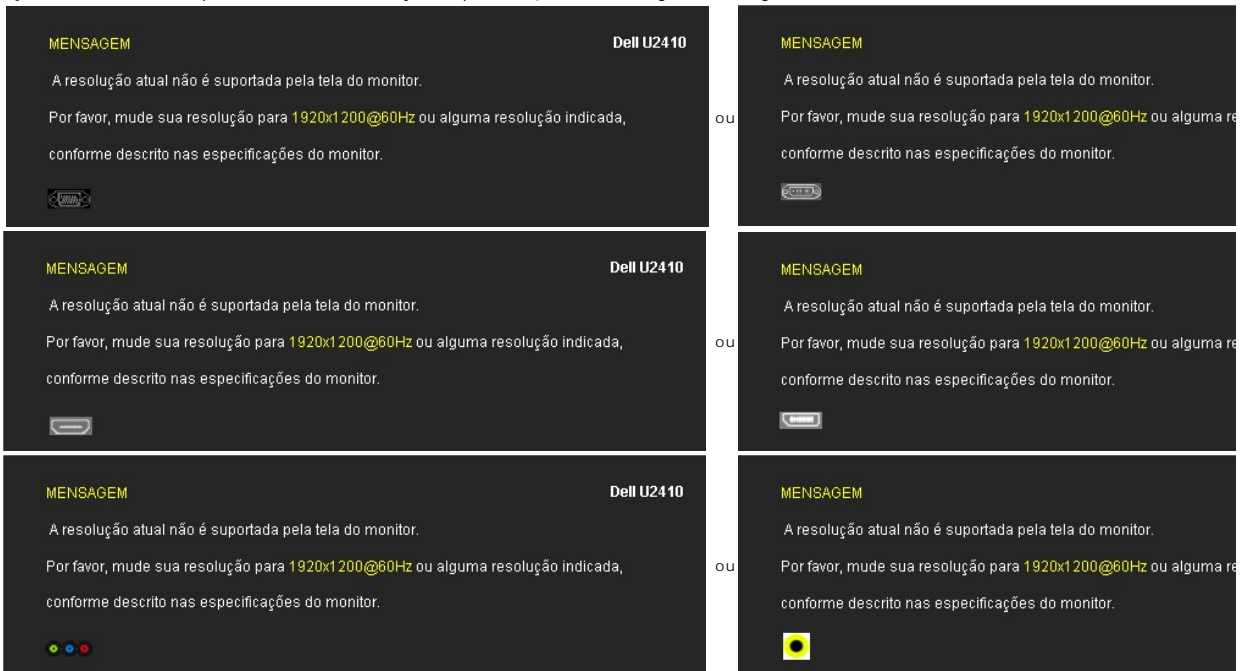 MENSAGEM Dell U2410
A resolução atual não é suportada pela tela do monitor.
Por favor, mude sua resolução para 1920x1200@60Hz ou alguma resolução indicada,
conforme descrito nas especificações do monitor.
ou
MENSAGEM
A resolução atual não é suportada pela tela do monitor.
Por favor, mude sua resolução para 1920x1200@60Hz ou alguma re
conforme descrito nas especificações do monitor.
MENSAGEM Dell U2410
A resolução atual não é suportada pela tela do monitor.
Por favor, mude sua resolução para 1920x1200@60Hz ou alguma resolução indicada,
conforme descrito nas especificações do monitor.
ou
MENSAGEM
A resolução atual não é suportada pela tela do monitor.
Por favor, mude sua resolução para 1920x1200@60Hz ou alguma re
conforme descrito nas especificações do monitor.
MENSAGEM Dell U2410
A resolução atual não é suportada pela tela do monitor.
Por favor, mude sua resolução para 1920x1200@60Hz ou alguma resolução indicada,
conforme descrito nas especificações do monitor.
ou
MENSAGEM
A resolução atual não é suportada pela tela do monitor.
Por favor, mude sua resolução para 1920x1200@60Hz ou alguma re
conforme descrito nas especificações do monitor.